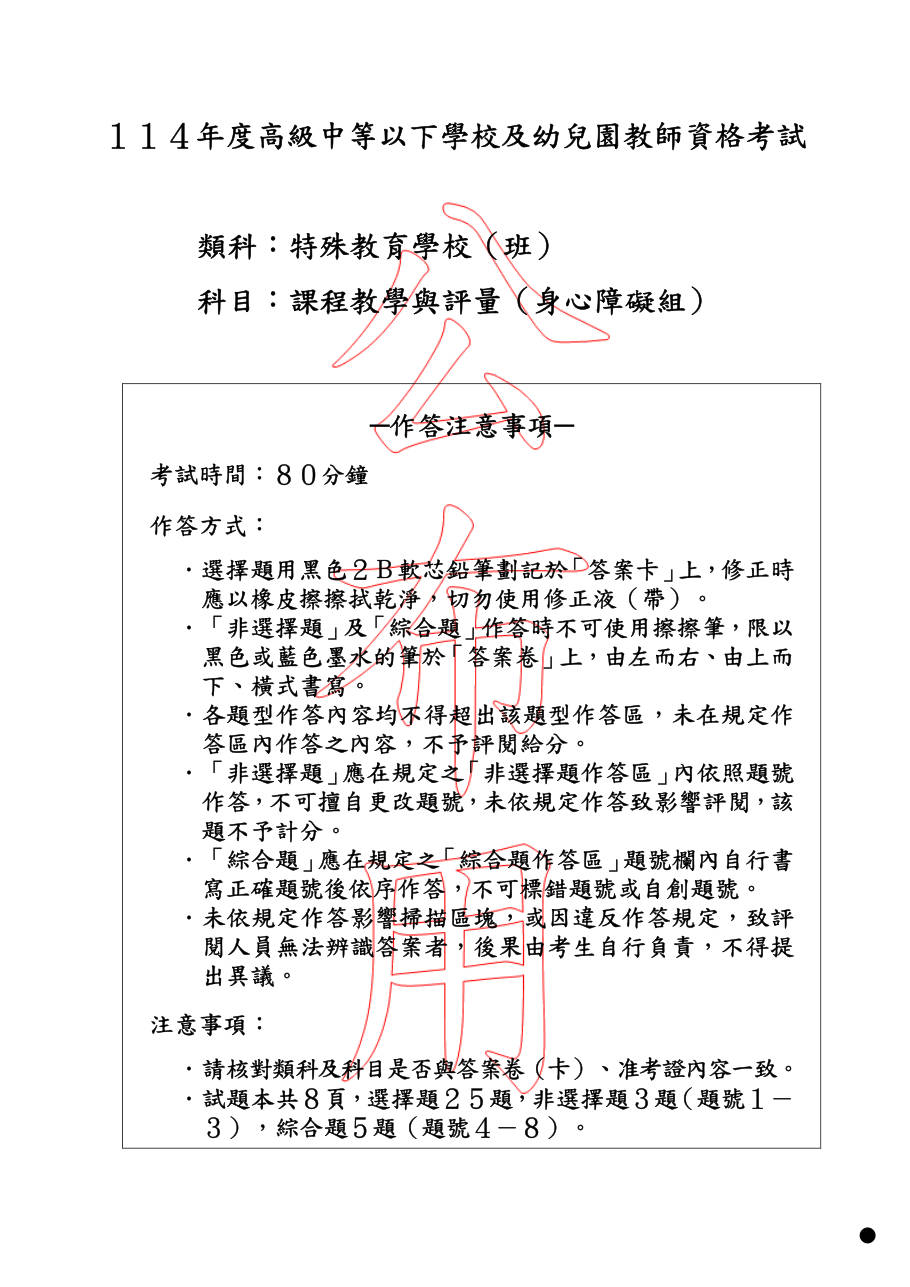 １１４年度高級中等以下學校及幼兒園教師資格考試
類科：特殊教育學校（班）
科目：課程教學與評量（身心障礙組）
公布用
─作答注意事項─
考試時間：８０分鐘
作答方式：
‧選擇題用黑色２Ｂ軟芯鉛筆劃記於「答案卡」上，修正時
應以橡皮擦擦拭乾淨，切勿使用修正液（帶）。
‧「非選擇題」及「綜合題」作答時不可使用擦擦筆，限以
黑色或藍色墨水的筆於「答案卷」上，由左而右、由上而
下、橫式書寫。
‧各題型作答內容均不得超出該題型作答區，未在規定作
答區內作答之內容，不予評閱給分。
‧「非選擇題」應在規定之「非選擇題作答區」內依照題號
作答，不可擅自更改題號，未依規定作答致影響評閱，該
題不予計分。
‧「綜合題」應在規定之「綜合題作答區」題號欄內自行書
寫正確題號後依序作答，不可標錯題號或自創題號。
‧未依規定作答影響掃描區塊，或因違反作答規定，致評
閱人員無法辨識答案者，後果由考生自行負責，不得提
出異議。
注意事項：
‧請核對類科及科目是否與答案卷（卡）、准考證內容一致。
‧試題本共８頁，選擇題２５題，非選擇題３題（題號１－
３），綜合題５題（題號４－８）。